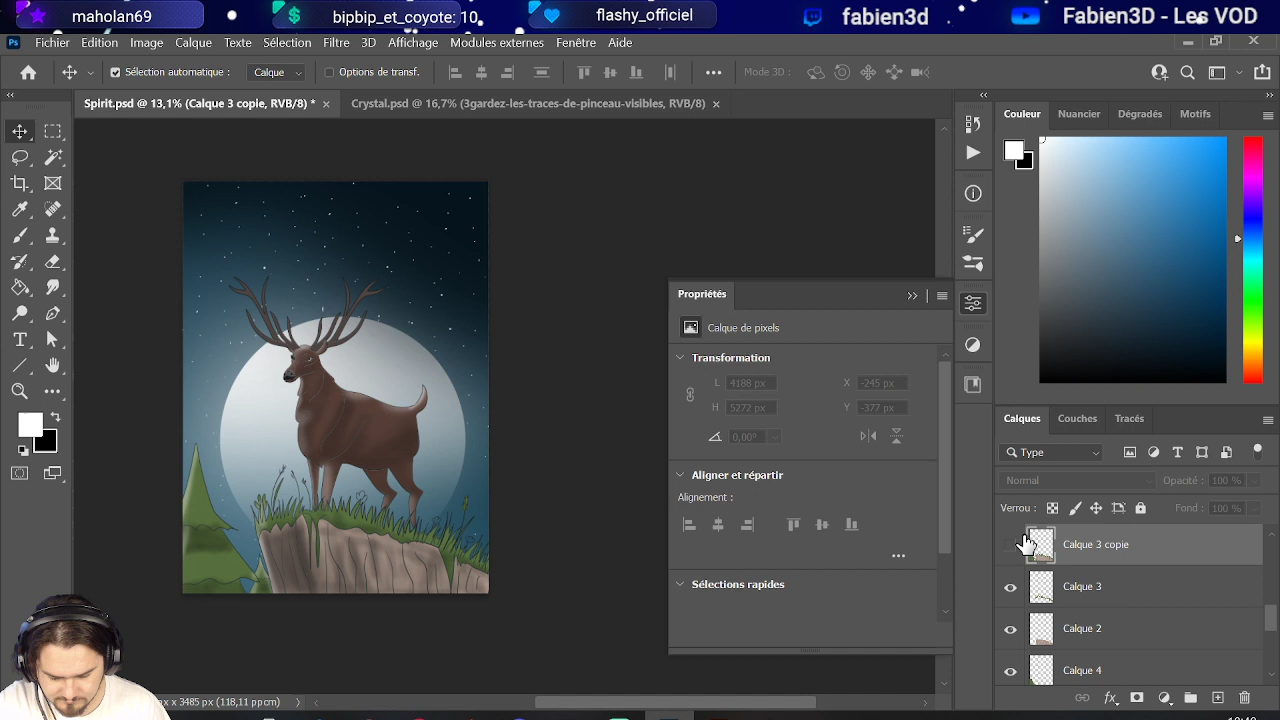 maholan69
bipbip_et_coyote: 10
flashy_officiel
fabien3d
Fabien3D - Les VOD
Ps Fichier Edition Image Calque Texte Sélection Filtre 3D Affichage Modules externes Fenêtre Aide
Sélection automatique : Calque Options de transf. Mode 3D :
Spirit.psd @ 13,1% (Calque 3 copie, RVB/8) *
Crystal.psd @ 16,7% (3gardez-les-traces-de-pinceau-visibles, RVB/8)
Couleur Nuancier Dégradés Motifs
Propriétés
Calque de pixels
Transformation
L 4188 px X -245 px
H 5272 px Y -377 px
0,00°
Aligner et répartir
Alignement :
Sélections rapides
Calques Couches Tracés
Type
Normal Opacité : 100 %
Verrou : Fond : 100 %
Calque 3 copie
Calque 3
Calque 2
Calque 4
x 3485 px (118,11 ppcm)